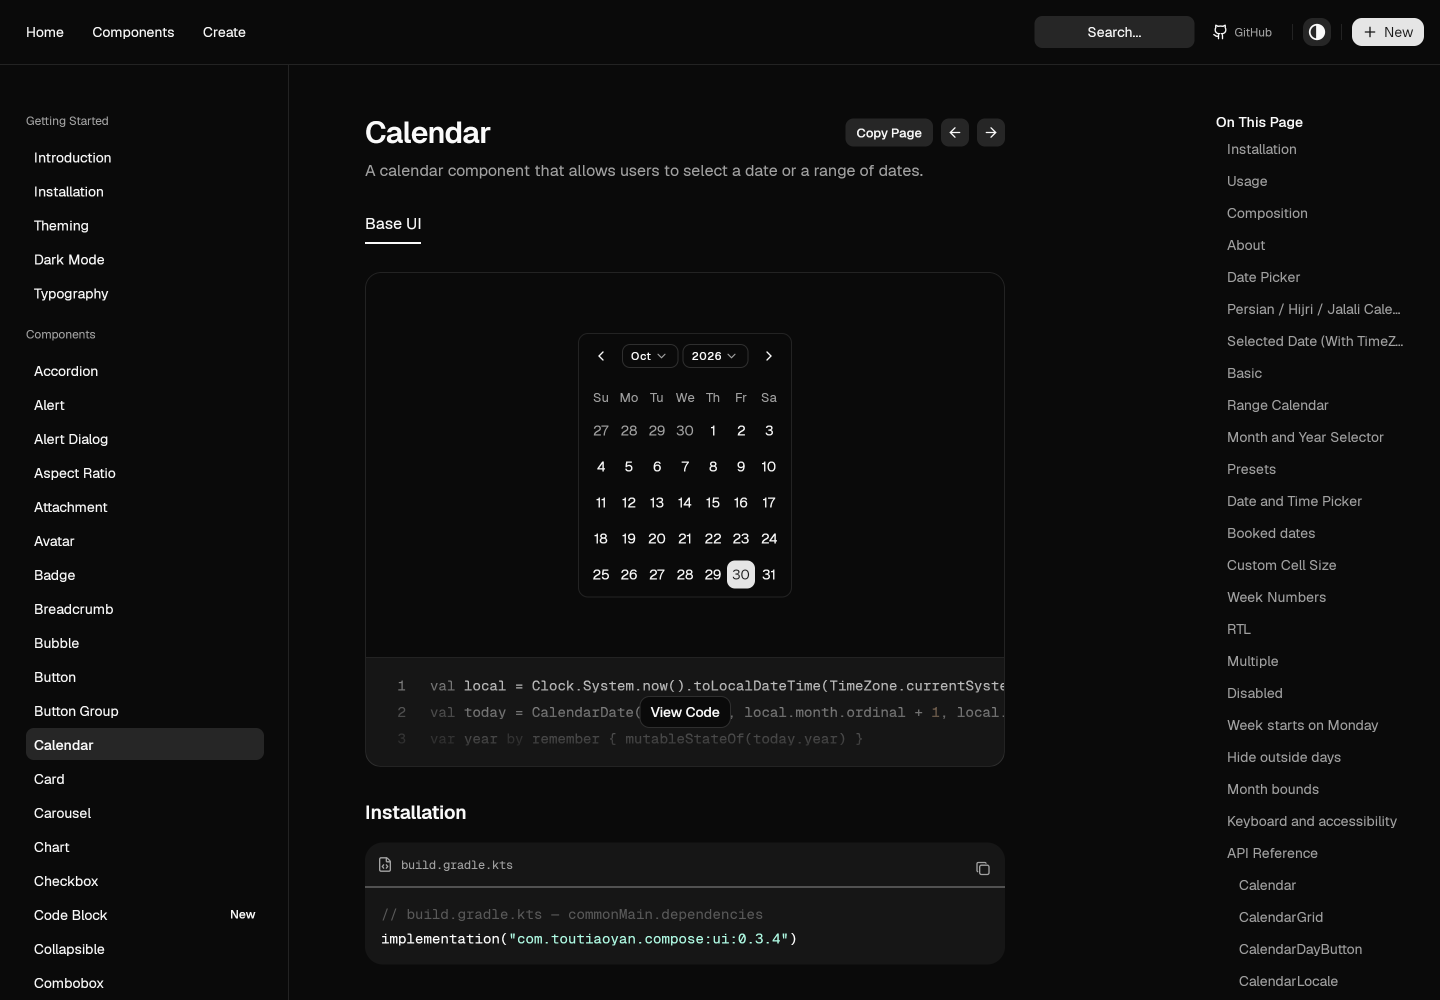 Home Components Create Search... GitHub New
Getting Started
Introduction
Installation
Theming
Dark Mode
Typography
Components
Accordion
Alert
Alert Dialog
Aspect Ratio
Attachment
Avatar
Badge
Breadcrumb
Bubble
Button
Button Group
Calendar
Card
Carousel
Chart
Checkbox
Code Block New
Collapsible
Combobox
Calendar Copy Page
A calendar component that allows users to select a date or a range of dates.
Base UI
Oct 2026
Su Mo Tu We Th Fr Sa
27 28 29 30 1 2 3
4 5 6 7 8 9 10
11 12 13 14 15 16 17
18 19 20 21 22 23 24
25 26 27 28 29 30 31
1 val local = Clock.System.now().toLocalDateTime(TimeZone.currentSyste
2 val today = CalendarDate( , local.month.ordinal + 1, local.
View Code
3 var year by remember { mutableStateOf(today.year) }
Installation
build.gradle.kts
// build.gradle.kts — commonMain.dependencies
implementation("com.toutiaoyan.compose:ui:0.3.4")
On This Page
Installation
Usage
Composition
About
Date Picker
Persian / Hijri / Jalali Cale...
Selected Date (With TimeZ...
Basic
Range Calendar
Month and Year Selector
Presets
Date and Time Picker
Booked dates
Custom Cell Size
Week Numbers
RTL
Multiple
Disabled
Week starts on Monday
Hide outside days
Month bounds
Keyboard and accessibility
API Reference
Calendar
CalendarGrid
CalendarDayButton
CalendarLocale